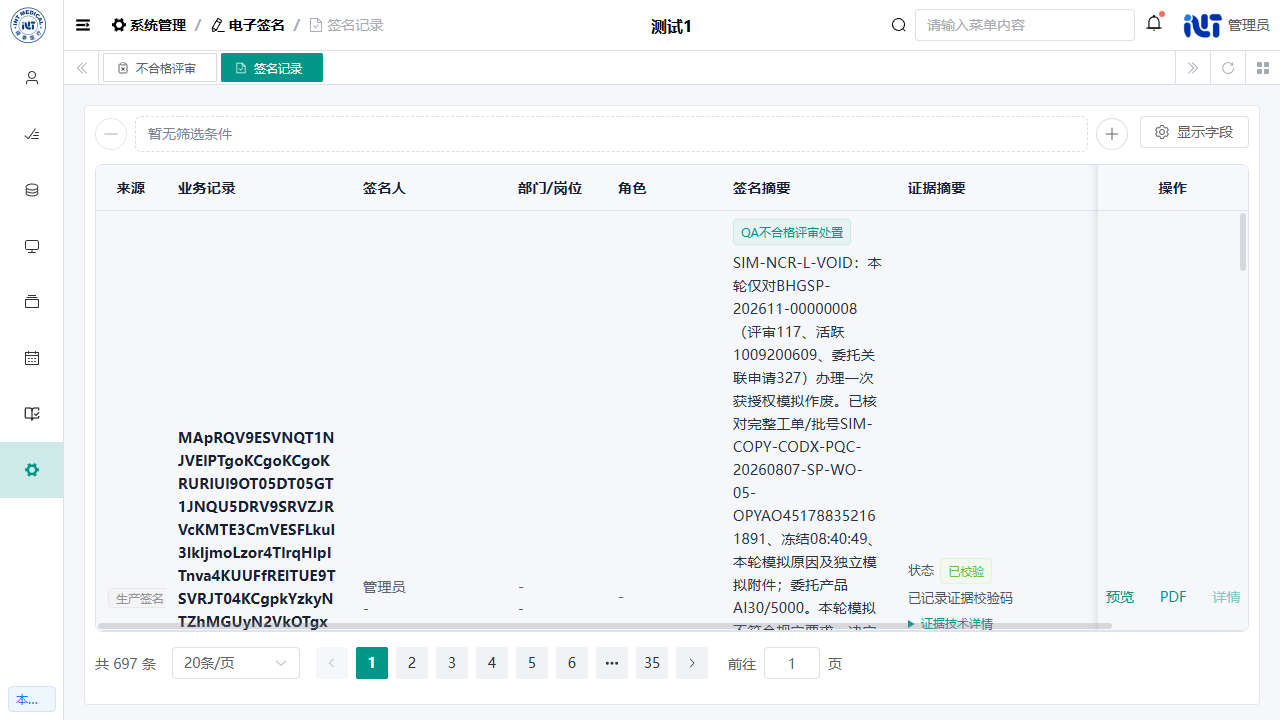 系统管理 / 电子签名 / 签名记录
测试1
请输入菜单内容
管理员
不合格评审
签名记录
暂无筛选条件
显示字段
来源 业务记录 签名人 部门/岗位 角色 签名摘要 证据摘要 操作
QA不合格评审处置
SIM-NCR-L-VOID：本
轮仅对BHGSP-
202611-00000008
（评审117、活跃
1009200609、委托关
联申请327）办理一次
获授权模拟作废。已核
对完整工单/批号SIM-
COPY-CODX-PQC-
20260807-SP-WO-
05-
OPYAO45178835216
1891、冻结08:40:49、
本轮模拟原因及独立模
拟附件；委托产品
AI30/5000。本轮模拟
生产签名
MApRQV9ESVNQT1N
JVElPTgoKCgoKCgoK
RURIUl9OT05DT05GT
1JNQU5DRV9SRVZJR
VcKMTE3CmVESFLkuI
3lkIjmoLzor4TlrqHlpI
Tnva4KUUFfREITUE9T
SVRJT04KCgpkYzkyN
TZhMGUyN2VkOTgx
管理员
-
-
-
-
状态 已校验
已记录证据校验码
证据技术详情
预览 PDF 详情
共 697 条 20条/页 1 2 3 4 5 6 ••• 35 前往 1 页
本...